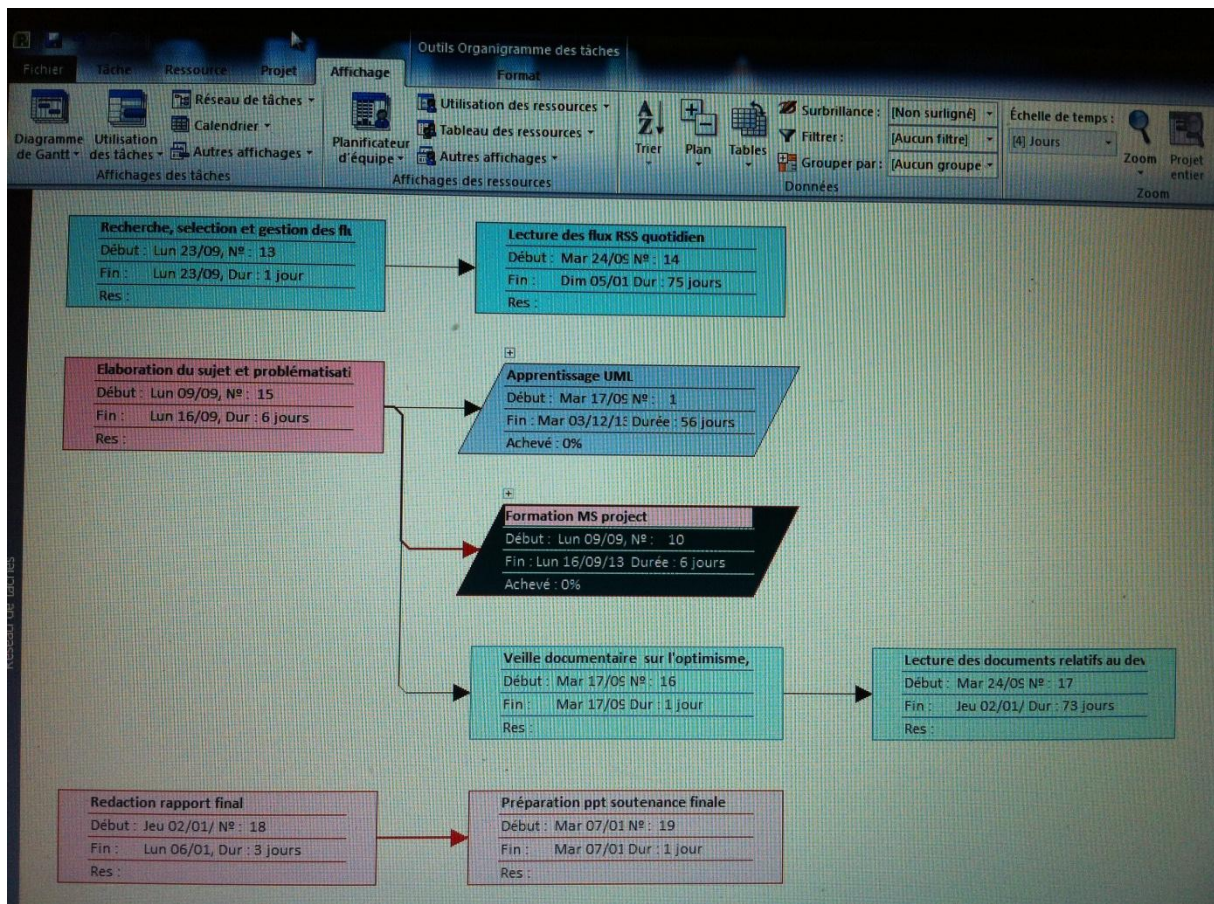 Outils Organigramme des tâches
Fichier Tâche Ressource Projet Affichage Format
Diagramme de Gantt
Utilisation des tâches
Réseau de tâches
Calendrier
Autres affichages
Affichages des tâches
Planificateur d'équipe
Utilisation des ressources
Tableau des ressources
Autres affichages
Affichages des ressources
Trier
Plan
Tables
Surbrillance : [Non surligné]
Filtrer : [Aucun filtre]
Grouper par : [Aucun groupe
Données
Échelle de temps :
[4] Jours
Zoom
Projet entier
Zoom
Réseau de tâches
Recherche, selection et gestion des flu
Début : Lun 23/09, Nº : 13
Fin : Lun 23/09, Dur : 1 jour
Res :
Lecture des flux RSS quotidien
Début : Mar 24/09 Nº : 14
Fin : Dim 05/01 Dur : 75 jours
Res :
Elaboration du sujet et problématisati
Début : Lun 09/09, Nº : 15
Fin : Lun 16/09, Dur : 6 jours
Res :
Apprentissage UML
Début : Mar 17/09 Nº : 1
Fin : Mar 03/12/13 Durée : 56 jours
Achevé : 0%
Formation MS project
Début : Lun 09/09, Nº : 10
Fin : Lun 16/09/13 Durée : 6 jours
Achevé : 0%
Veille documentaire sur l'optimisme,
Début : Mar 17/09 Nº : 16
Fin : Mar 17/09 Dur : 1 jour
Res :
Lecture des documents relatifs au dev
Début : Mar 24/09 Nº : 17
Fin : Jeu 02/01/ Dur : 73 jours
Res :
Redaction rapport final
Début : Jeu 02/01/ Nº : 18
Fin : Lun 06/01, Dur : 3 jours
Res :
Préparation ppt soutenance finale
Début : Mar 07/01 Nº : 19
Fin : Mar 07/01 Dur : 1 jour
Res :